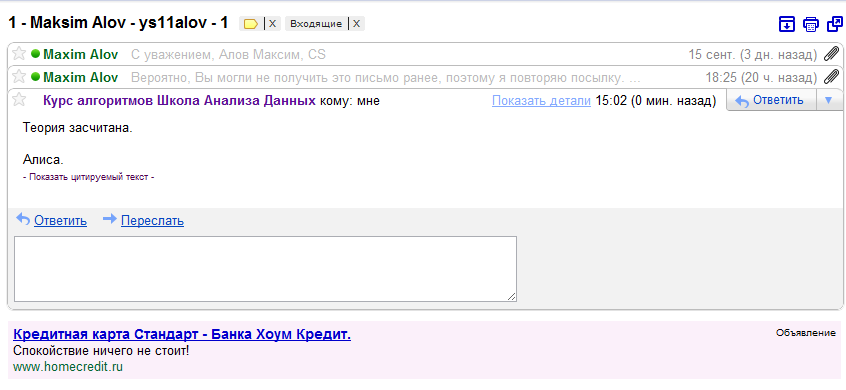 1 - Maksim Alov - ys11alov - 1 | X Входящие | X
Maxim Alov С уважением, Алов Максим, CS 15 сент. (3 дн. назад)
Maxim Alov Вероятно, Вы могли не получить это письмо ранее, поэтому я повторяю посылку. ... 18:25 (20 ч. назад)
Курс алгоритмов Школа Анализа Данных кому: мне Показать детали 15:02 (0 мин. назад) Ответить
Теория засчитана.
Алиса.
- Показать цитируемый текст -
Ответить Переслать
Кредитная карта Стандарт - Банка Хоум Кредит. Объявление
Спокойствие ничего не стоит!
www.homecredit.ru